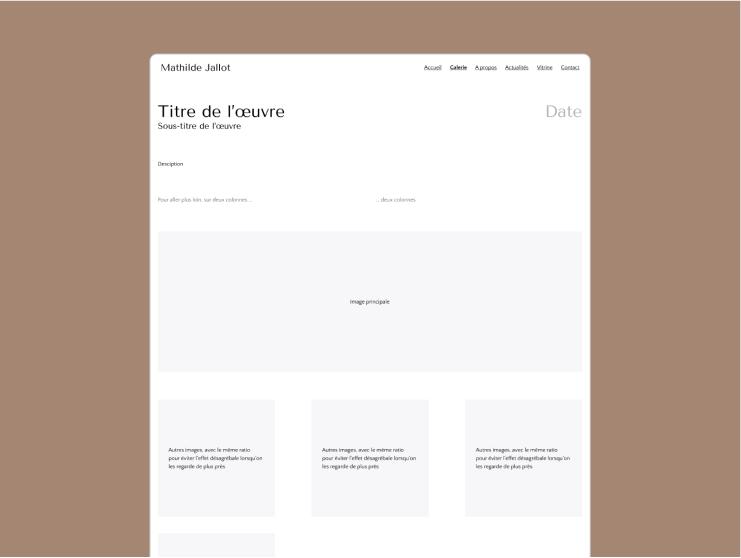 Mathilde Jallot
Accueil Galerie A propos Actualités Vitrine Contact
Titre de l'œuvre Date
Sous-titre de l'œuvre
Desciption
Pour aller plus loin, sur deux colonnes... ... deux colonnes
Image principale
Autres images, avec le même ratio
pour éviter l'effet désagrébale lorsqu'on
les regarde de plus près
Autres images, avec le même ratio
pour éviter l'effet désagrébale lorsqu'on
les regarde de plus près
Autres images, avec le même ratio
pour éviter l'effet désagrébale lorsqu'on
les regarde de plus près